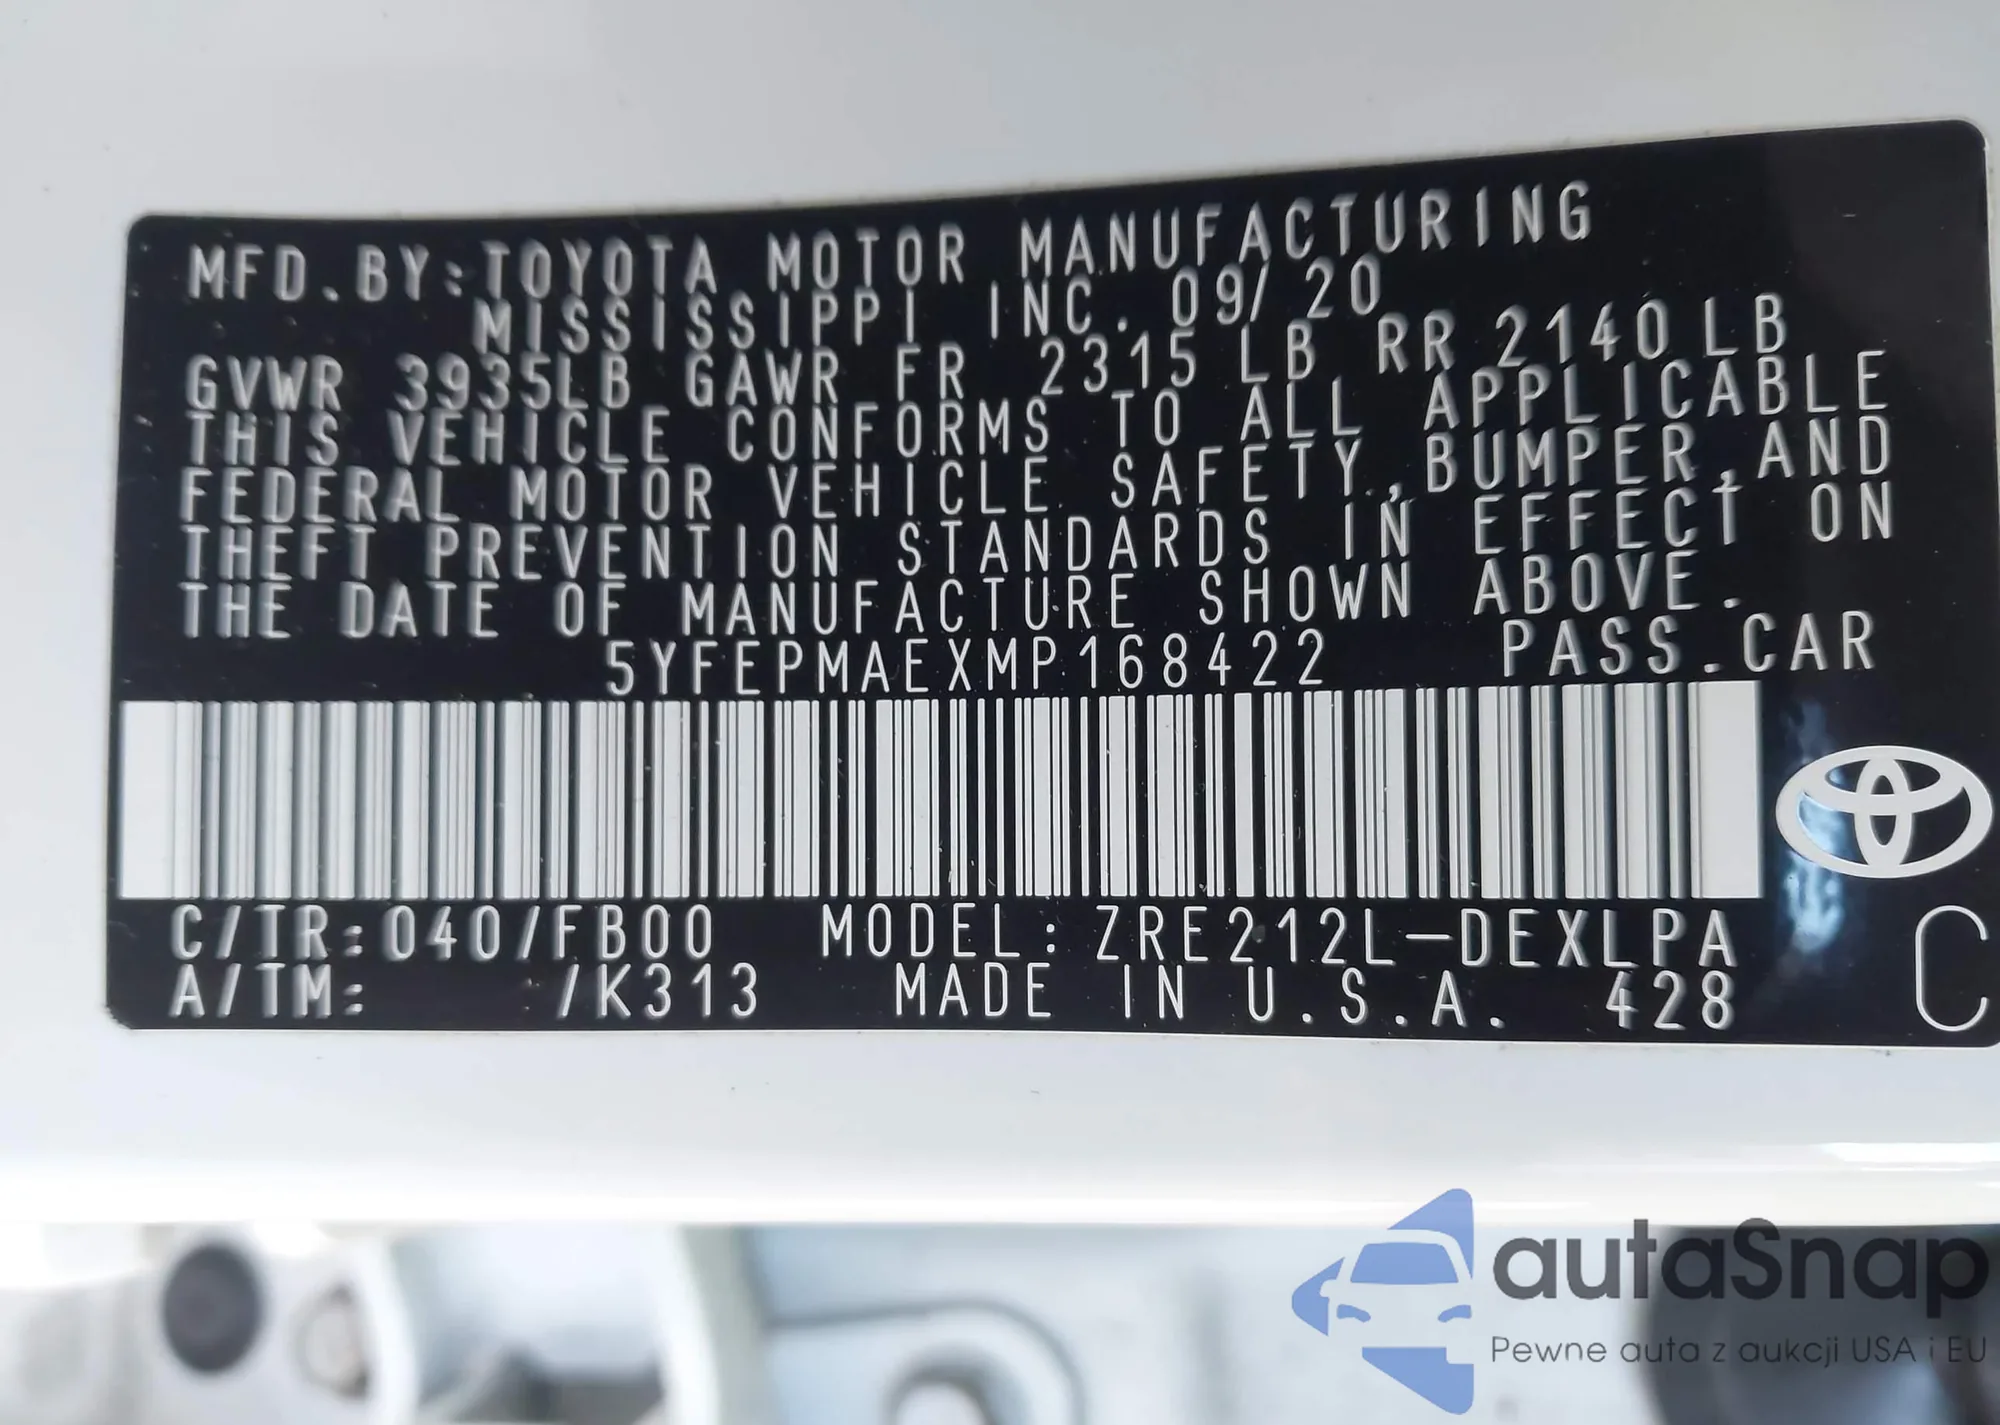 MFD.BY:TOYOTA MOTOR MANUFACTURING
MISSISSIPPI INC. 09/20
GVWR 3935LB GAWR FR 2315LB RR 2140LB
THIS VEHICLE CONFORMS TO ALL APPLICABLE
FEDERAL MOTOR VEHICLE SAFETY,BUMPER,AND
THEFT PREVENTION STANDARDS IN EFFECT ON
THE DATE OF MANUFACTURE SHOWN ABOVE.
5YFEPMAEXMP168422 PASS.CAR
C/TR:040/FB00 MODEL:ZRE212L-DEXLPA
A/TM: /K313 MADE IN U.S.A. 428
C
autaSnap
Pewne auta z aukcji USA i EU